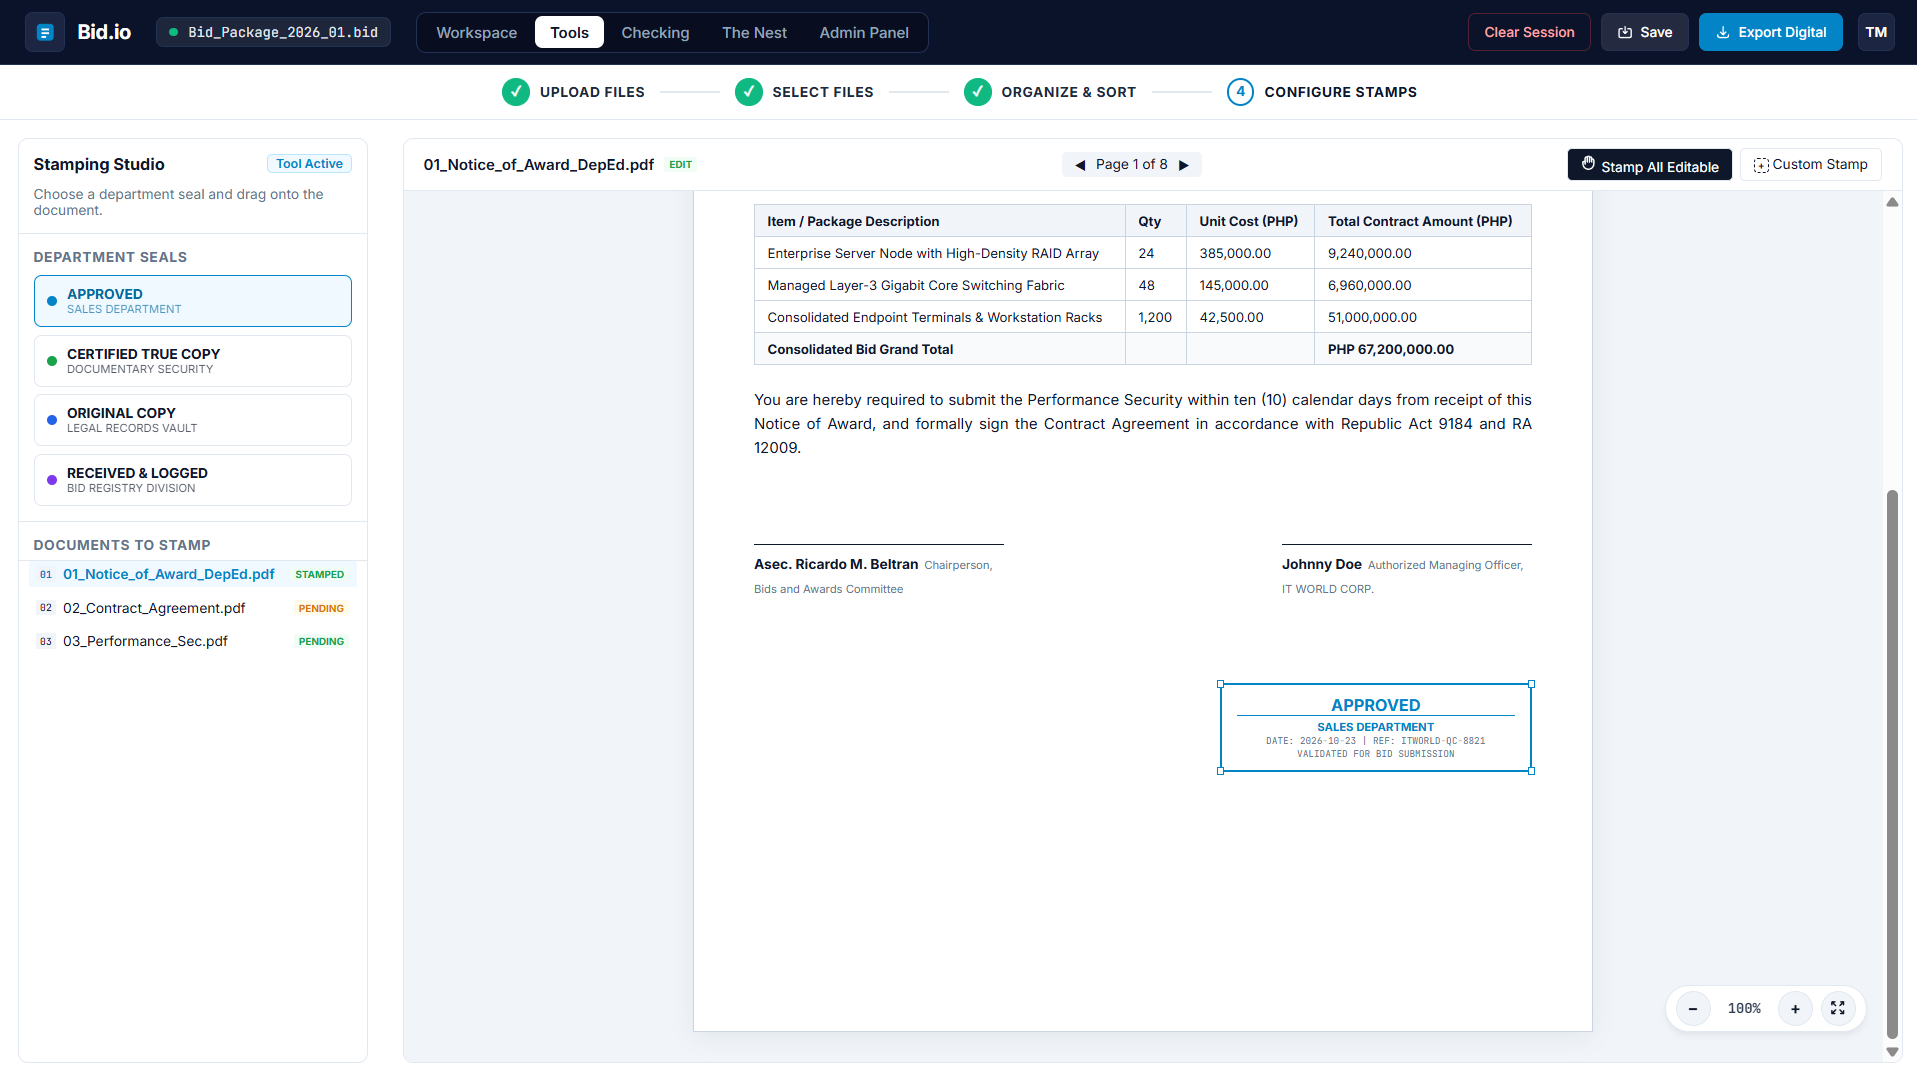 Bid.io
Bid_Package_2026_01.bid
Workspace
Tools
Checking
The Nest
Admin Panel
Clear Session
Save
Export Digital
TM
UPLOAD FILES
SELECT FILES
ORGANIZE & SORT
4
CONFIGURE STAMPS
Stamping Studio
Tool Active
Choose a department seal and drag onto the
document.
DEPARTMENT SEALS
APPROVED
SALES DEPARTMENT
CERTIFIED TRUE COPY
DOCUMENTARY SECURITY
ORIGINAL COPY
LEGAL RECORDS VAULT
RECEIVED & LOGGED
BID REGISTRY DIVISION
DOCUMENTS TO STAMP
01 01_Notice_of_Award_DepEd.pdf STAMPED
02 02_Contract_Agreement.pdf PENDING
03 03_Performance_Sec.pdf PENDING
01_Notice_of_Award_DepEd.pdf EDIT
◀ Page 1 of 8 ▶
Stamp All Editable
Custom Stamp
Item / Package Description Qty Unit Cost (PHP) Total Contract Amount (PHP)
Enterprise Server Node with High-Density RAID Array 24 385,000.00 9,240,000.00
Managed Layer-3 Gigabit Core Switching Fabric 48 145,000.00 6,960,000.00
Consolidated Endpoint Terminals & Workstation Racks 1,200 42,500.00 51,000,000.00
Consolidated Bid Grand Total PHP 67,200,000.00
You are hereby required to submit the Performance Security within ten (10) calendar days from receipt of this
Notice of Award, and formally sign the Contract Agreement in accordance with Republic Act 9184 and RA
12009.
Asec. Ricardo M. Beltran Chairperson,
Bids and Awards Committee
Johnny Doe Authorized Managing Officer,
IT WORLD CORP.
APPROVED
SALES DEPARTMENT
DATE: 2026-10-23 | REF: ITWORLD-QC-8821
VALIDATED FOR BID SUBMISSION
− 100% +